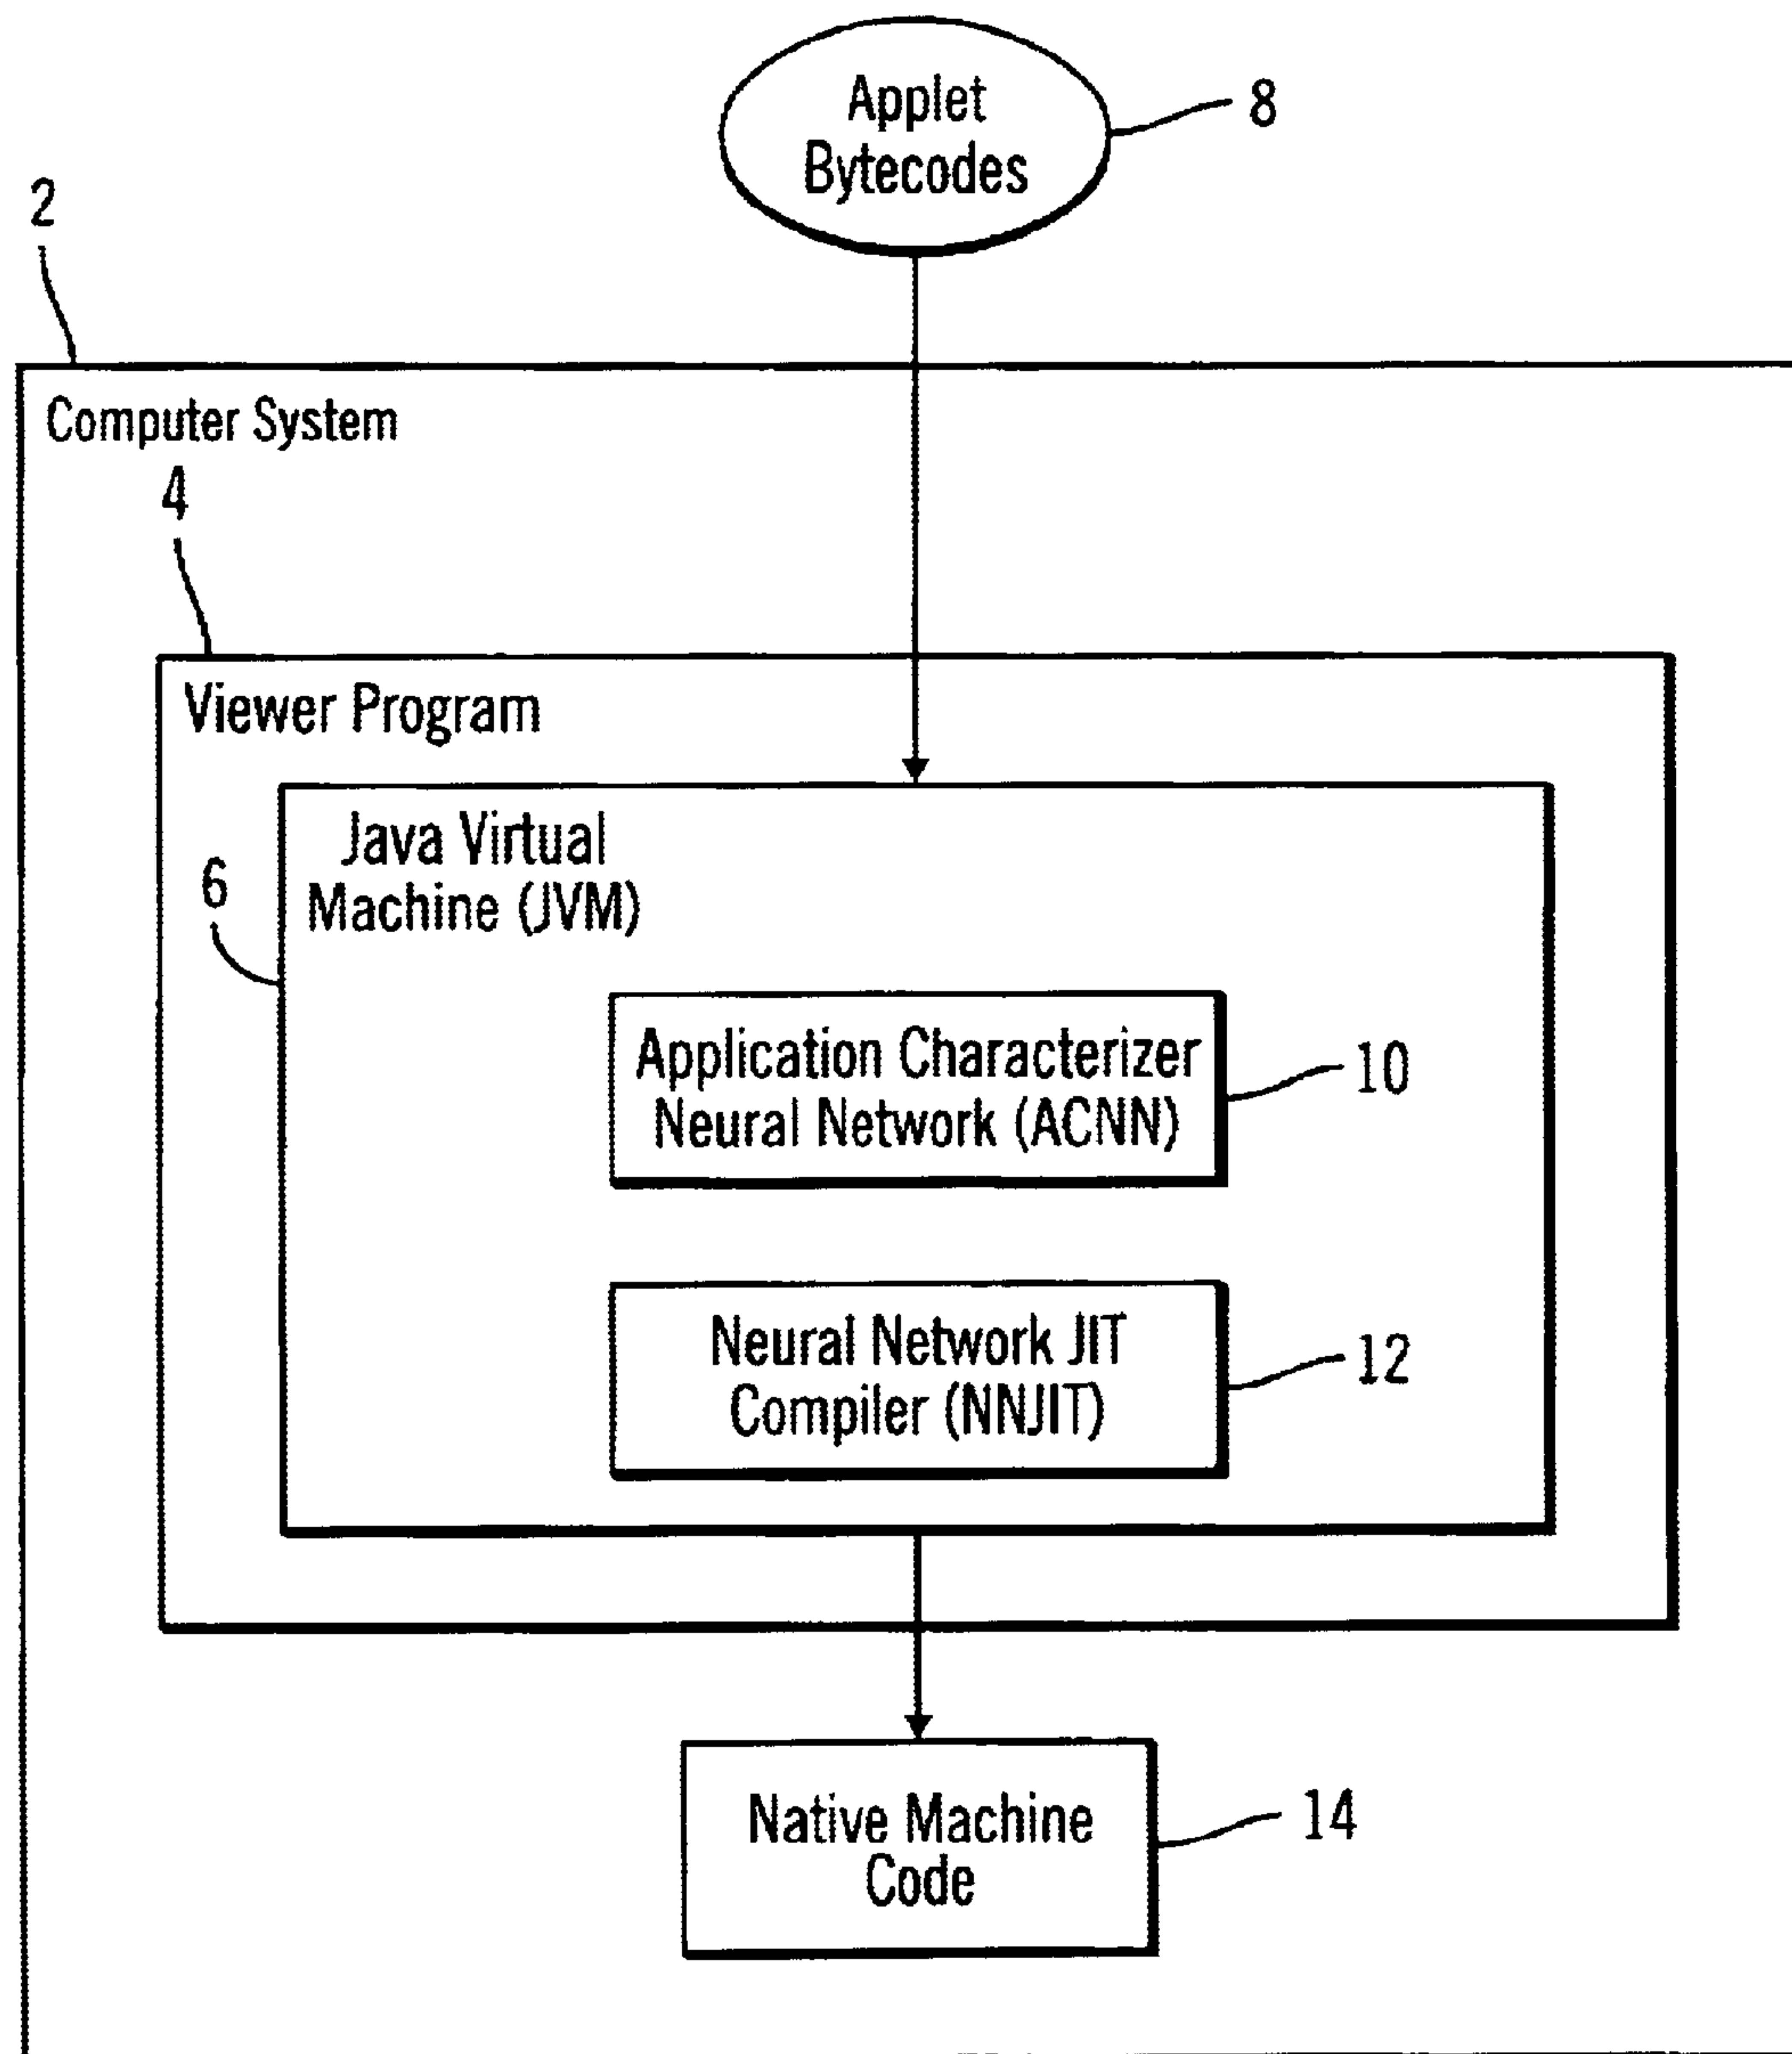 Applet
Bytecodes
8
2
Computer System
4
Viewer Program
Java Virtual
Machine (JVM)
6
Application Characterizer
Neural Network (ACNN)
10
Neural Network JIT
Compiler (NNJIT)
12
Native Machine
Code
14